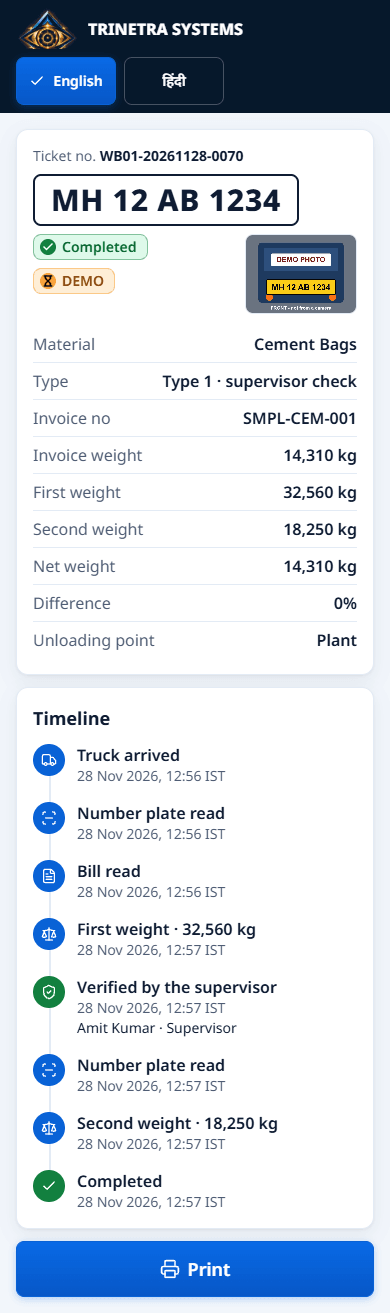 TRINETRA SYSTEMS
English
हिंदी
Ticket no. WB01-20261128-0070
MH 12 AB 1234
Completed
DEMO
DEMO PHOTO
MH 12 AB 1234
FRONT - not from a camera
Material Cement Bags
Type Type 1 · supervisor check
Invoice no SMPL-CEM-001
Invoice weight 14,310 kg
First weight 32,560 kg
Second weight 18,250 kg
Net weight 14,310 kg
Difference 0%
Unloading point Plant
Timeline
Truck arrived
28 Nov 2026, 12:56 IST
Number plate read
28 Nov 2026, 12:56 IST
Bill read
28 Nov 2026, 12:56 IST
First weight · 32,560 kg
28 Nov 2026, 12:57 IST
Verified by the supervisor
28 Nov 2026, 12:57 IST
Amit Kumar · Supervisor
Number plate read
28 Nov 2026, 12:57 IST
Second weight · 18,250 kg
28 Nov 2026, 12:57 IST
Completed
28 Nov 2026, 12:57 IST
Print